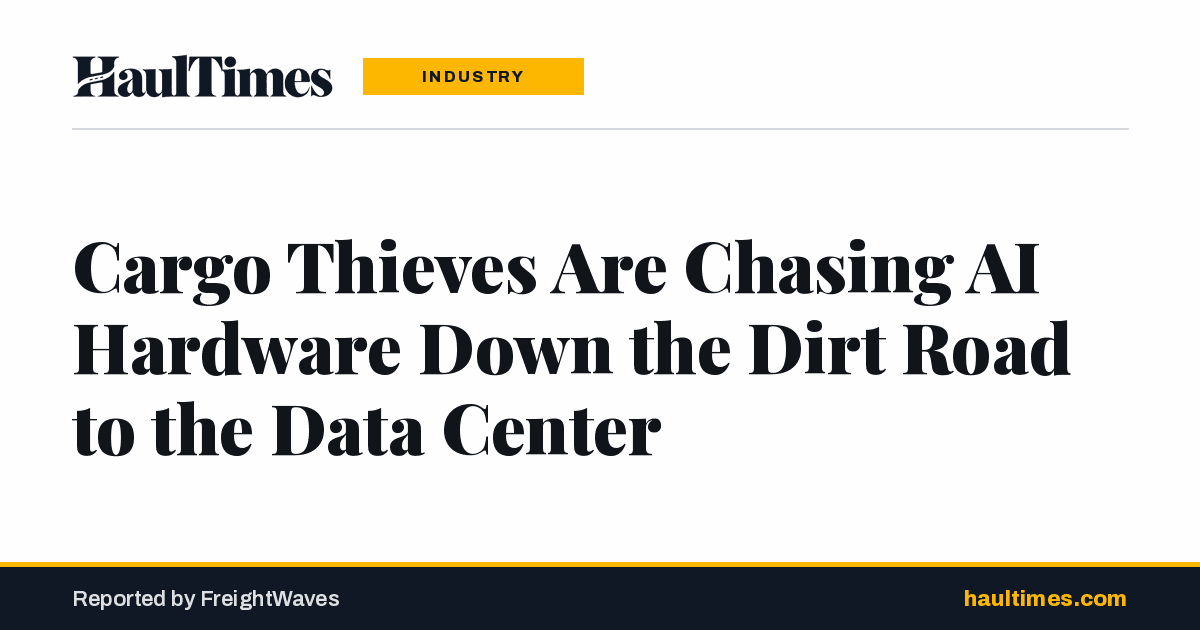 HaulTimes
INDUSTRY
Cargo Thieves Are Chasing AI
Hardware Down the Dirt Road
to the Data Center
Reported by FreightWaves
haultimes.com